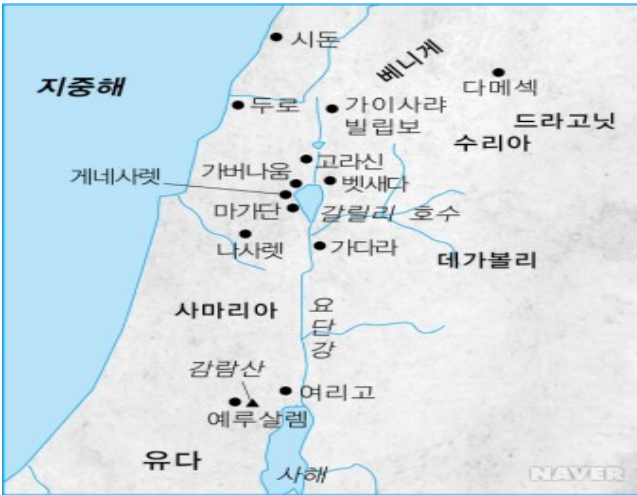 시돈
베니게
지중해
다메섹
두로
가이사랴
빌립보
드라고닛
수리아
고라신
가버나움
게네사렛
벳새다
마가단
갈릴리 호수
나사렛
가다라
데가볼리
사마리아
요단강
감람산
여리고
예루살렘
유다
사해
NAVER